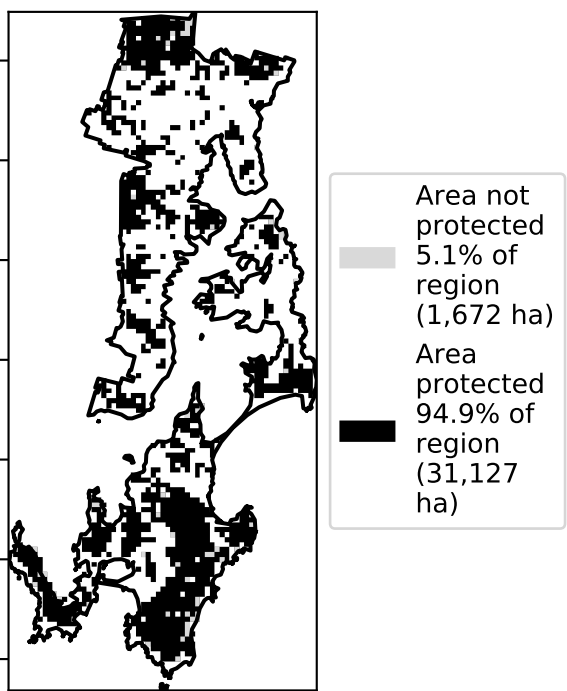 Area not
protected
5.1% of
region
(1,672 ha)
Area
protected
94.9% of
region
(31,127
ha)